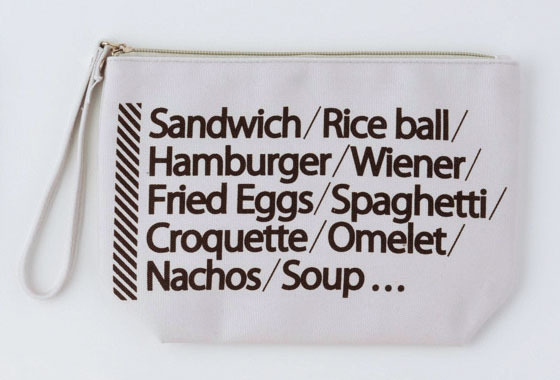 Sandwich/Rice ball/
Hamburger/Wiener/
Fried Eggs/Spaghetti/
Croquette/Omelet/
Nachos/Soup...